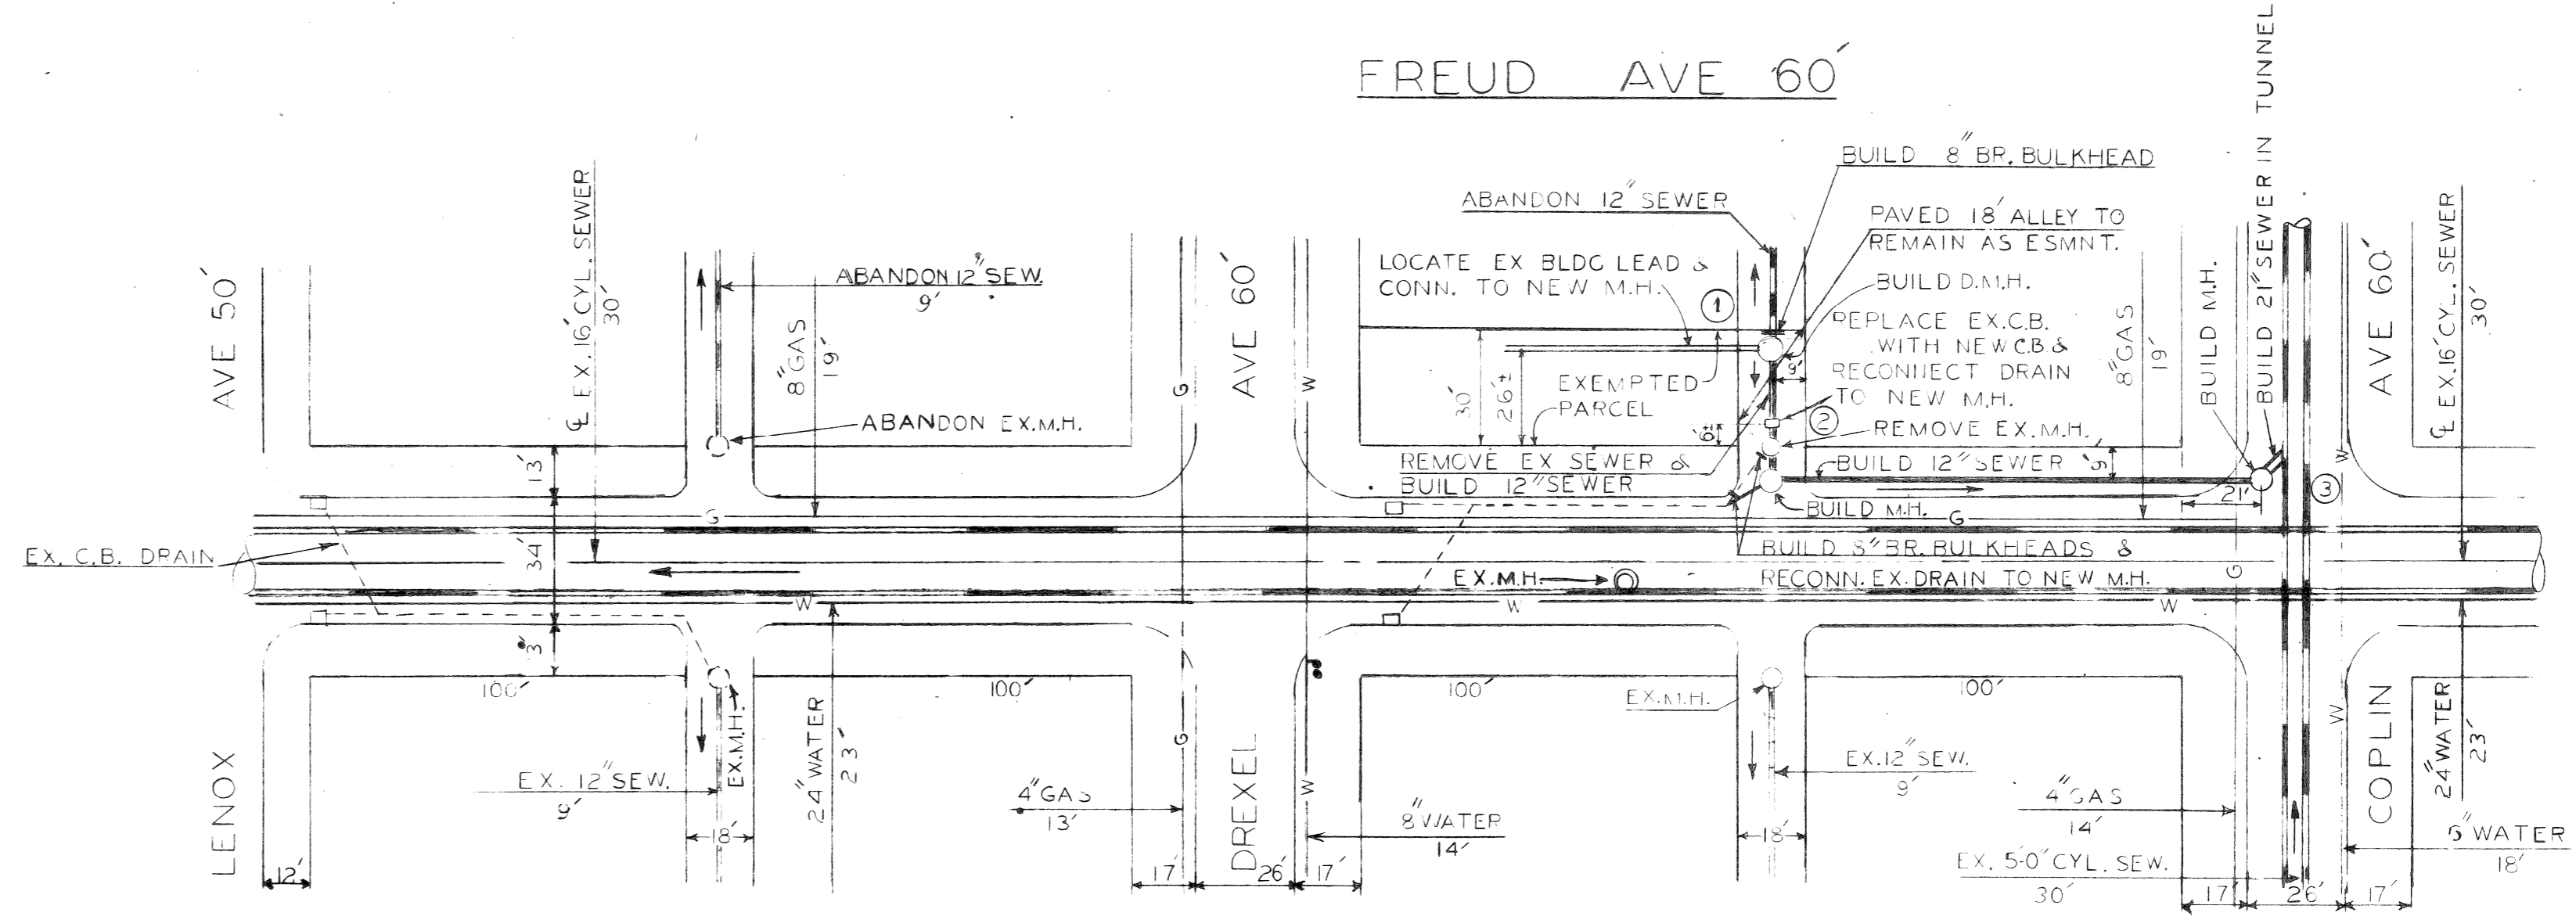 FREUD AVE 60'
AVE 50'
LENOX
℄ EX. 16' CYL. SEWER
30'
ABANDON 12" SEW.
9'
ABANDON EX.M.H.
8" GAS
19'
13'
34'
EX. C.B. DRAIN
G
W
100'
100'
EX.M.H.
EX. 12" SEW.
9'
18'
12'
24" WATER
23'
4" GAS
13'
17'
26'
17'
AVE 60'
DREXEL
G
W
G
W
8" WATER
14'
BUILD 8" BR. BULKHEAD
ABANDON 12" SEWER
PAVED 18' ALLEY TO
REMAIN AS ESMNT.
LOCATE EX BLDG LEAD &
CONN. TO NEW M.H.
1
BUILD D.M.H.
REPLACE EX.C.B.
WITH NEW C.B. &
RECONNECT DRAIN
TO NEW M.H.
2
9'
30'
26'±
EXEMPTED
PARCEL
6'±
REMOVE EX.M.H.
REMOVE EX SEWER &
BUILD 12" SEWER
BUILD 12" SEWER
9'
BUILD M.H.
G
BUILD 8" BR. BULKHEADS &
RECONN. EX. DRAIN TO NEW M.H.
EX.M.H.
W
W
100'
100'
EX.M.H.
EX. 12" SEW.
9'
18'
8" GAS
19'
BUILD M.H.
BUILD 21" SEWER IN TUNNEL
21'
3
AVE 60'
COPLIN
℄ EX. 16' CYL. SEWER
30'
G
W
W
4" GAS
14'
EX. 5'-0" CYL. SEW.
30'
17'
26'
17'
24" WATER
23'
WATER
18'